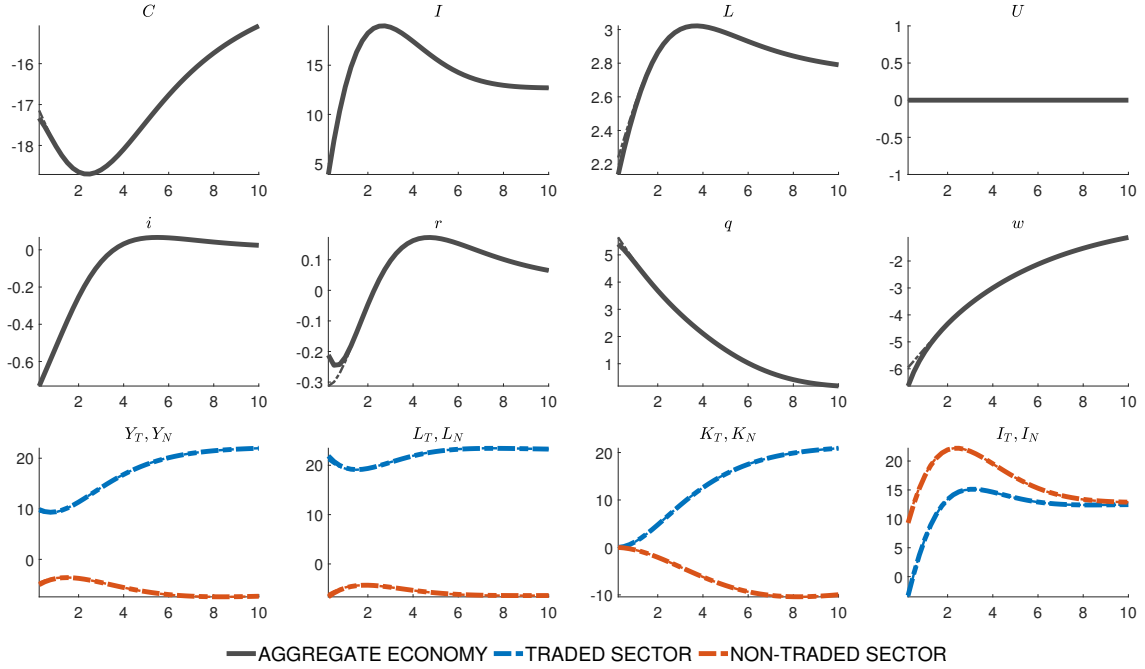 C I L U
-16 -17 -18
15 10 5
3 2.8 2.6 2.4 2.2
1 0.5 0 -0.5 -1
2 4 6 8 10
2 4 6 8 10
2 4 6 8 10
2 4 6 8 10
i r q w
0 -0.2 -0.4 -0.6
0.1 0 -0.1 -0.2 -0.3
5 4 3 2 1
-2 -3 -4 -5 -6
2 4 6 8 10
2 4 6 8 10
2 4 6 8 10
2 4 6 8 10
Y_T, Y_N L_T, L_N K_T, K_N I_T, I_N
20 10 0
20 10 0
20 10 0 -10
20 15 10 5 0
2 4 6 8 10
2 4 6 8 10
2 4 6 8 10
2 4 6 8 10
AGGREGATE ECONOMY TRADED SECTOR NON-TRADED SECTOR